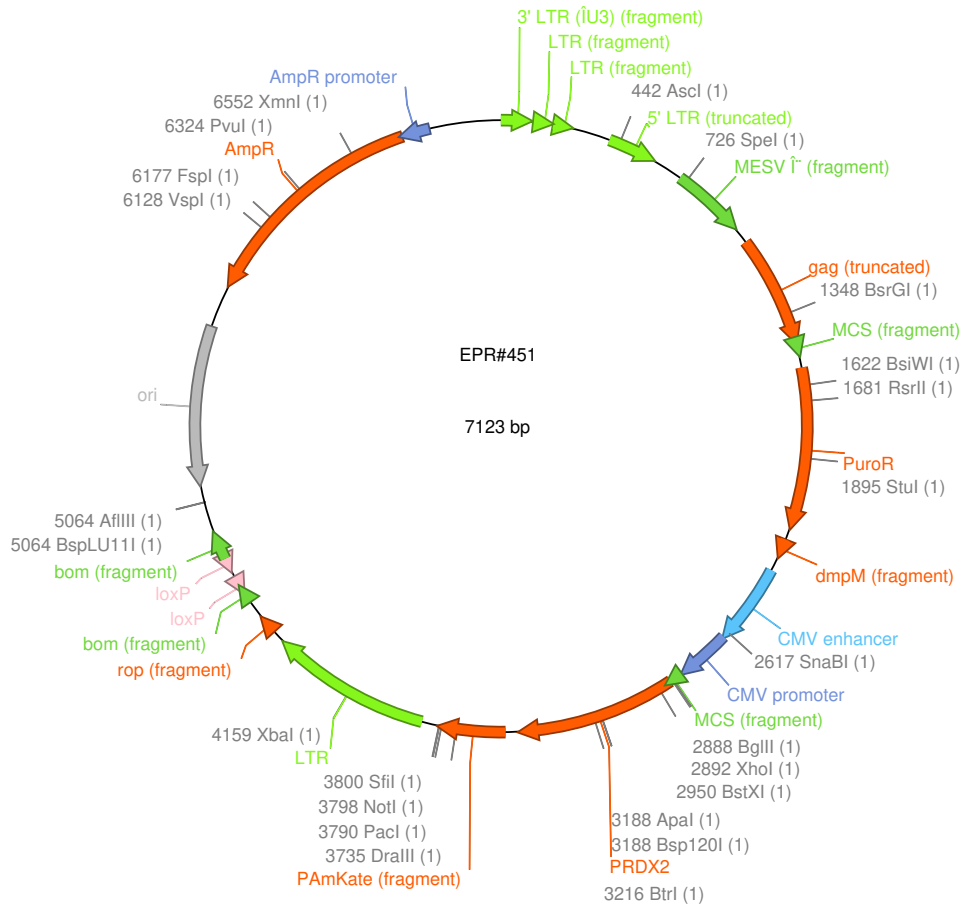 3' LTR (ÎU3) (fragment)
LTR (fragment)
LTR (fragment)
442 AscI (1)
5' LTR (truncated)
726 SpeI (1)
MESV Î¨ (fragment)
gag (truncated)
1348 BsrGI (1)
MCS (fragment)
1622 BsiWI (1)
1681 RsrII (1)
PuroR
1895 StuI (1)
dmpM (fragment)
CMV enhancer
2617 SnaBI (1)
CMV promoter
MCS (fragment)
2888 BglII (1)
2892 XhoI (1)
2950 BstXI (1)
3188 ApaI (1)
3188 Bsp120I (1)
PRDX2
3216 BtrI (1)
PAmKate (fragment)
3735 DraIII (1)
3790 PacI (1)
3798 NotI (1)
3800 SfiI (1)
LTR
4159 XbaI (1)
rop (fragment)
bom (fragment)
loxP
loxP
bom (fragment)
5064 BspLU11I (1)
5064 AflIII (1)
ori
6128 VspI (1)
6177 FspI (1)
AmpR
6324 PvuI (1)
6552 XmnI (1)
AmpR promoter
EPR#451
7123 bp